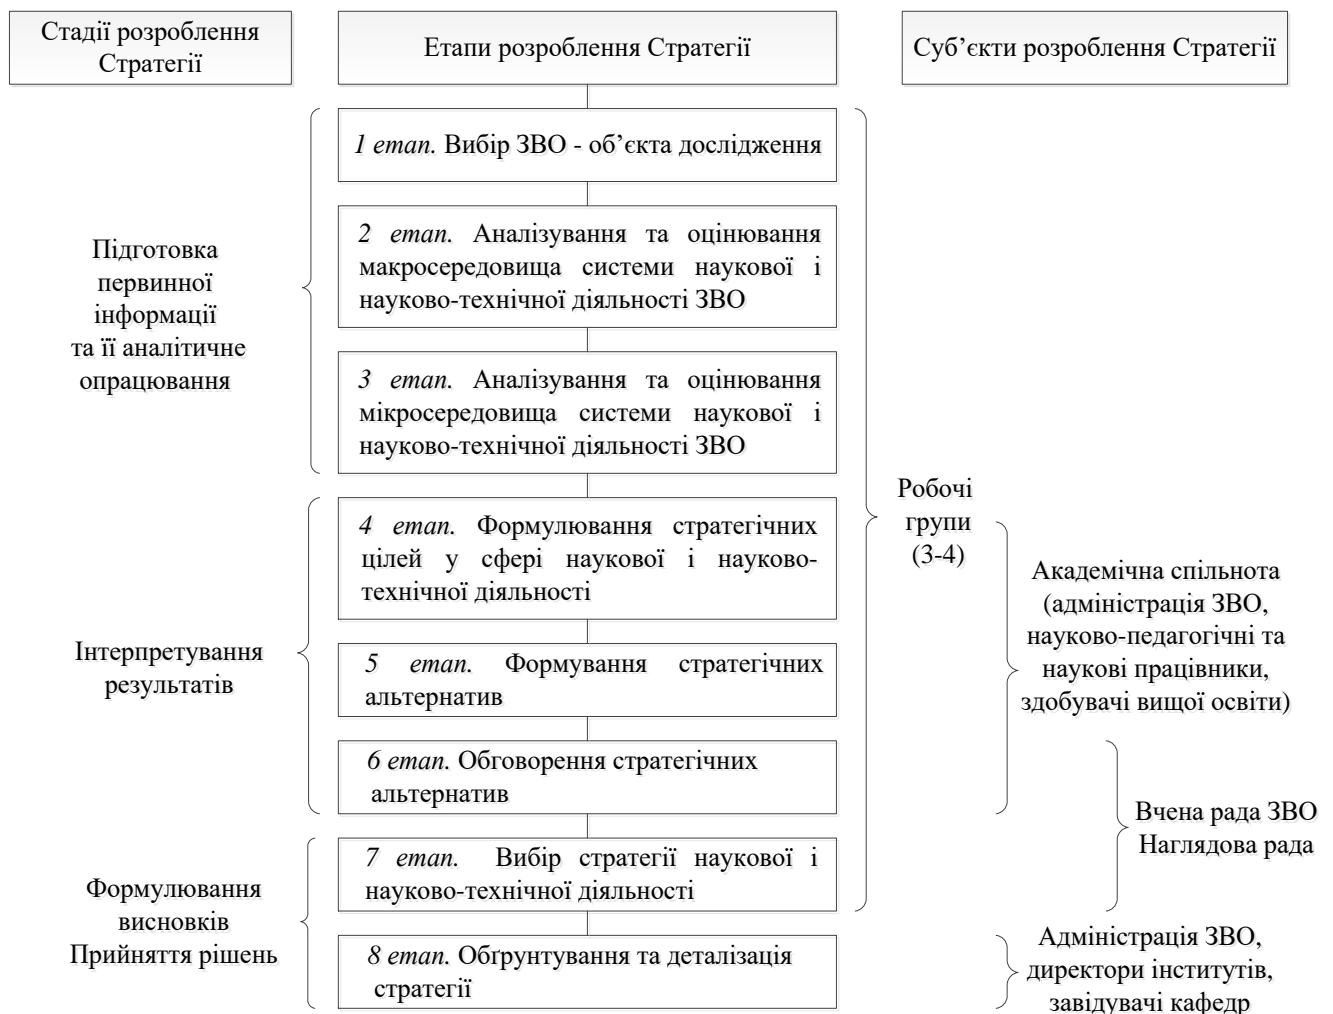 Стадії розроблення
Стратегії
Етапи розроблення Стратегії
Суб’єкти розроблення Стратегії
Підготовка
первинної
інформації
та її аналітичне
опрацювання
Інтерпретування
результатів
Формулювання
висновків
Прийняття рішень
1 етап. Вибір ЗВО - об’єкта дослідження
2 етап. Аналізування та оцінювання
макросередовища системи наукової і
науково-технічної діяльності ЗВО
3 етап. Аналізування та оцінювання
мікросередовища системи наукової і
науково-технічної діяльності ЗВО
4 етап. Формулювання стратегічних
цілей у сфері наукової і науково-
технічної діяльності
5 етап. Формування стратегічних
альтернатив
6 етап. Обговорення стратегічних
альтернатив
7 етап. Вибір стратегії наукової і
науково-технічної діяльності
8 етап. Обґрунтування та деталізація
стратегії
Робочі
групи
(3-4)
Академічна спільнота
(адміністрація ЗВО,
науково-педагогічні та
наукові працівники,
здобувачі вищої освіти)
Вчена рада ЗВО
Наглядова рада
Адміністрація ЗВО,
директори інститутів,
завідувачі кафедр